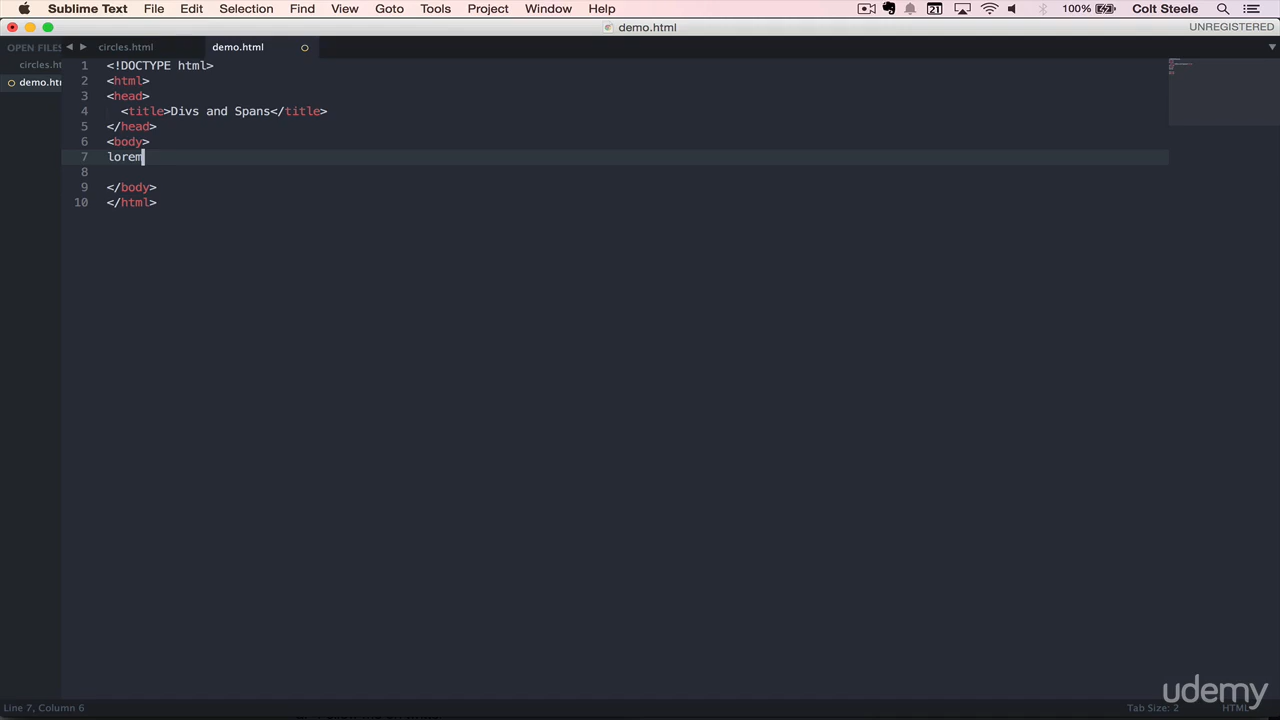 Sublime Text File Edit Selection Find View Goto Tools Project Window Help 21 100% Colt Steele
demo.html UNREGISTERED
OPEN FILES circles.html demo.html
circles.ht
demo.htm
1 <!DOCTYPE html>
2 <html>
3 <head>
4 <title>Divs and Spans</title>
5 </head>
6 <body>
7 lorem
8
9 </body>
10 </html>
udemy
Line 7, Column 6 Tab Size: 2 HTML